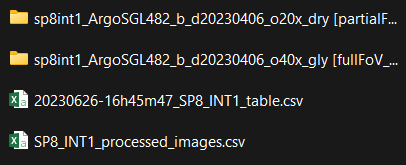 sp8int1_ArgoSGL482_b_d20230406_o20x_dry [partialF...
sp8int1_ArgoSGL482_b_d20230406_o40x_gly [fullFoV_...
20230626-16h45m47_SP8_INT1_table.csv
SP8_INT1_processed_images.csv